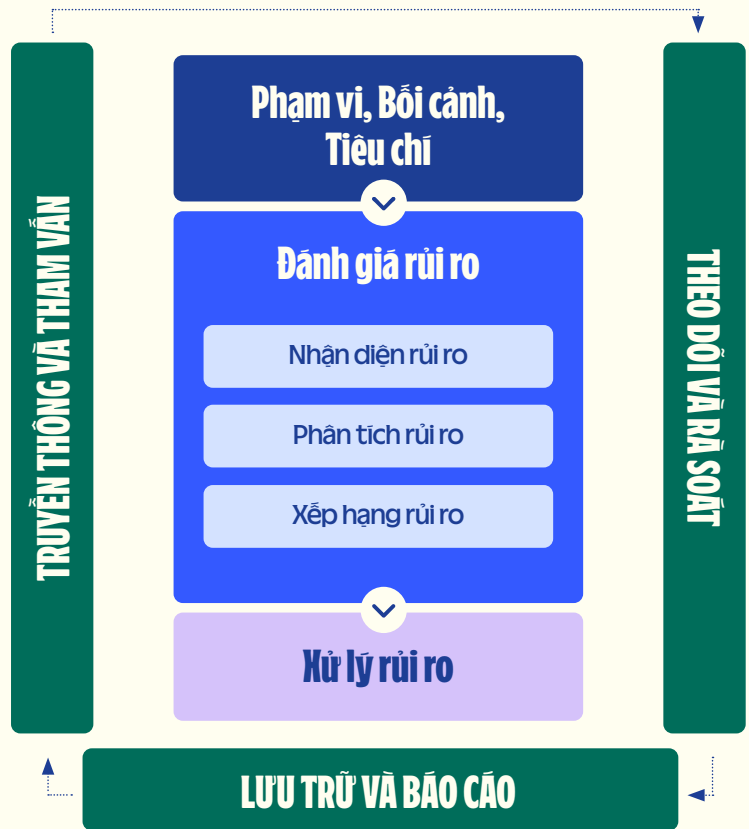 Phạm vi, Bối cảnh,
Tiêu chí
Đánh giá rủi ro
Nhận diện rủi ro
Phân tích rủi ro
Xếp hạng rủi ro
Xử lý rủi ro
TRUYỀN THÔNG VÀ THAM VẤN
THEO DÕI VÀ RÀ SOÁT
LƯU TRỮ VÀ BÁO CÁO